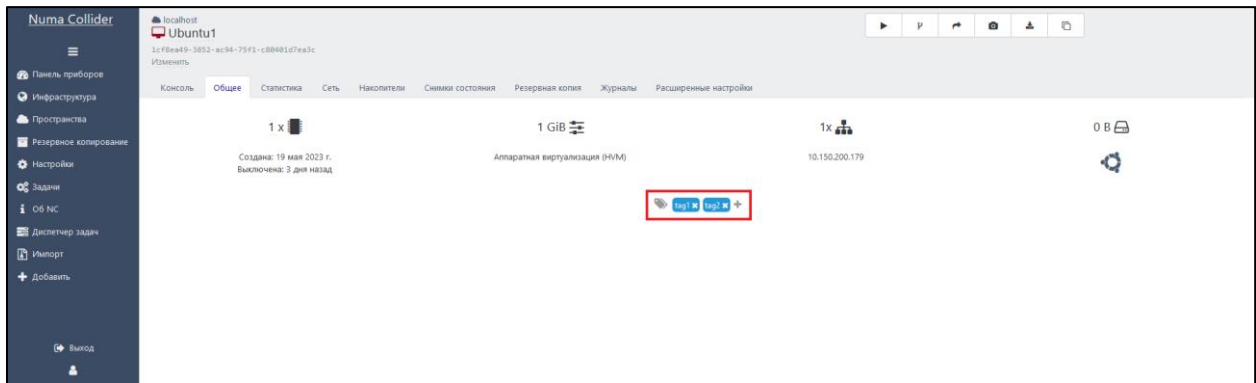 Numa Collider
Панель приборов
Инфраструктура
Пространства
Резервное копирование
Настройки
Задачи
Об NC
Диспетчер задач
Импорт
Добавить
Выход
localhost
Ubuntu1
1cf8ea49-3852-ac94-75f1-c80401d7ea3c
Изменить
Консоль Общее Статистика Сеть Накопители Снимки состояния Резервная копия Журналы Расширенные настройки
1 x 1 GiB 1x 0 B
Создана: 19 мая 2023 г. Аппаратная виртуализация (HVM) 10.150.200.179
Выключена: 3 дня назад
tag1 tag2